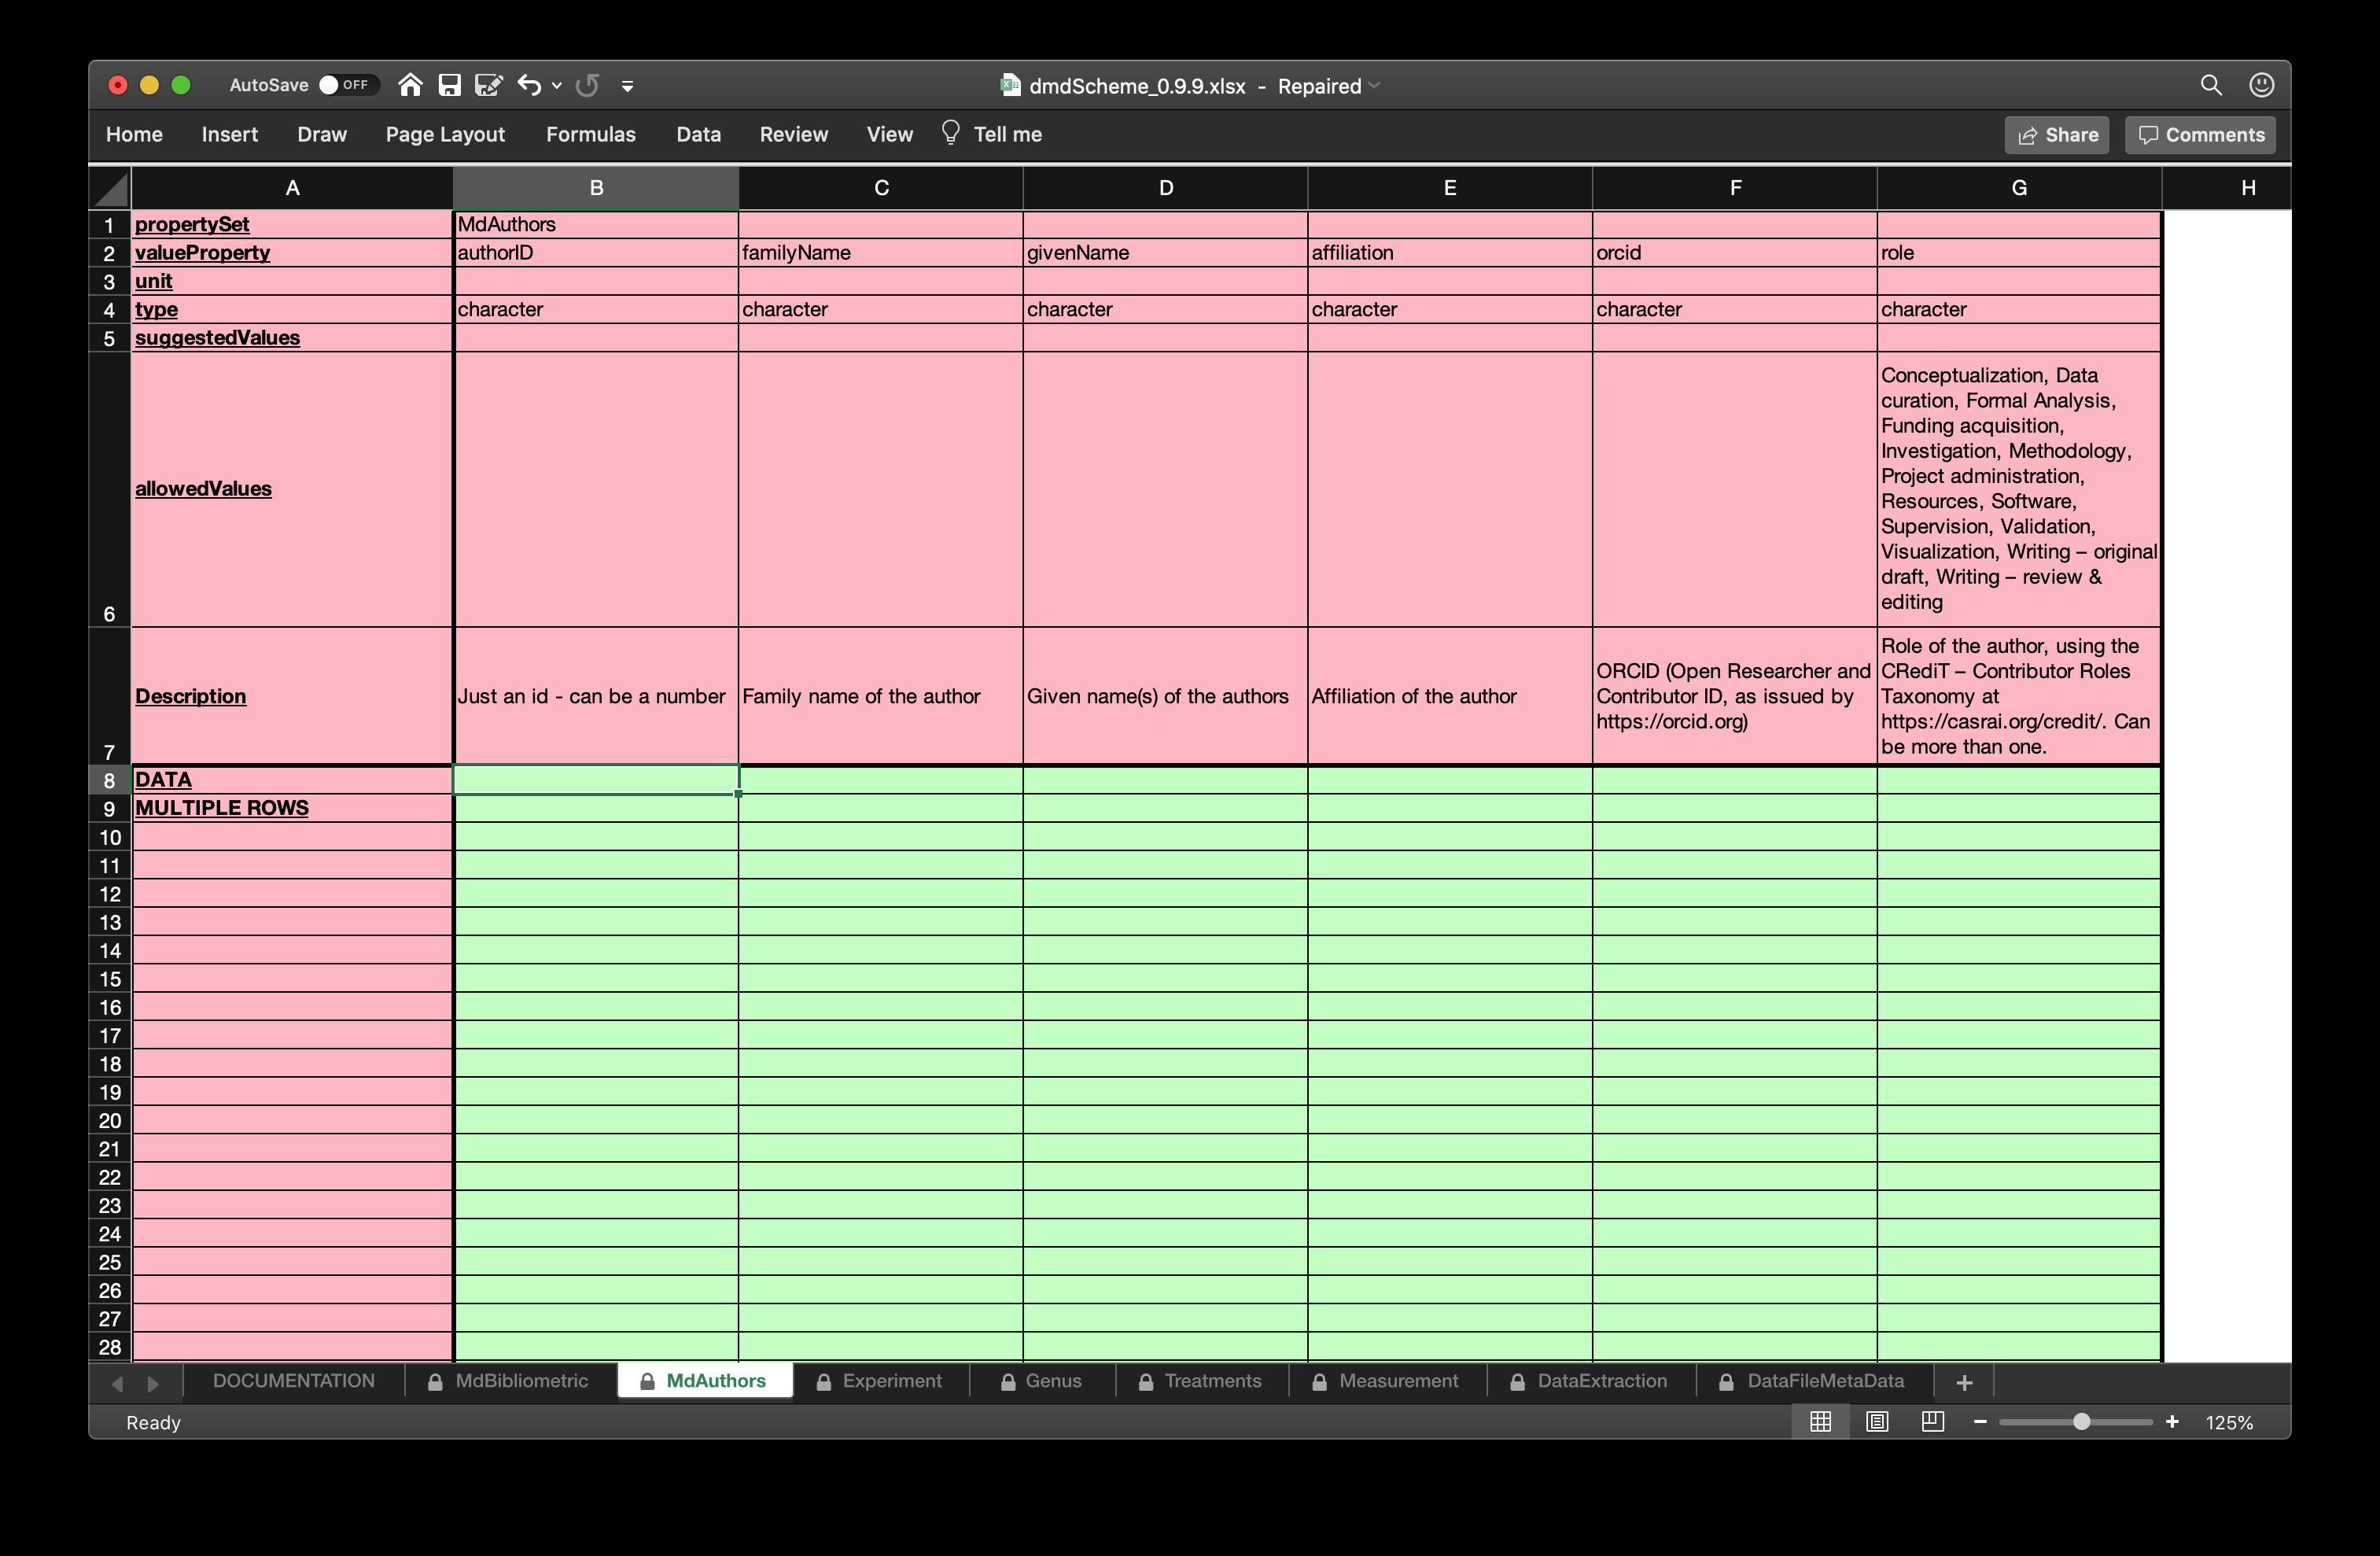 AutoSave OFF dmdScheme_0.9.9.xlsx - Repaired
Home Insert Draw Page Layout Formulas Data Review View Tell me Share Comments
A B C D E F G H
1 propertySet MdAuthors
2 valueProperty authorID familyName givenName affiliation orcid role
3 unit
4 type character character character character character character
5 suggestedValues
6 allowedValues
Conceptualization, Data
curation, Formal Analysis,
Funding acquisition,
Investigation, Methodology,
Project administration,
Resources, Software,
Supervision, Validation,
Visualization, Writing – original
draft, Writing – review &
editing
7 Description Just an id - can be a number Family name of the author Given name(s) of the authors Affiliation of the author
ORCID (Open Researcher and
Contributor ID, as issued by
https://orcid.org)
Role of the author, using the
CRediT – Contributor Roles
Taxonomy at
https://casrai.org/credit/. Can
be more than one.
8 DATA
9 MULTIPLE ROWS
10
11
12
13
14
15
16
17
18
19
20
21
22
23
24
25
26
27
28
DOCUMENTATION MdBibliometric MdAuthors Experiment Genus Treatments Measurement DataExtraction DataFileMetaData +
Ready 125%